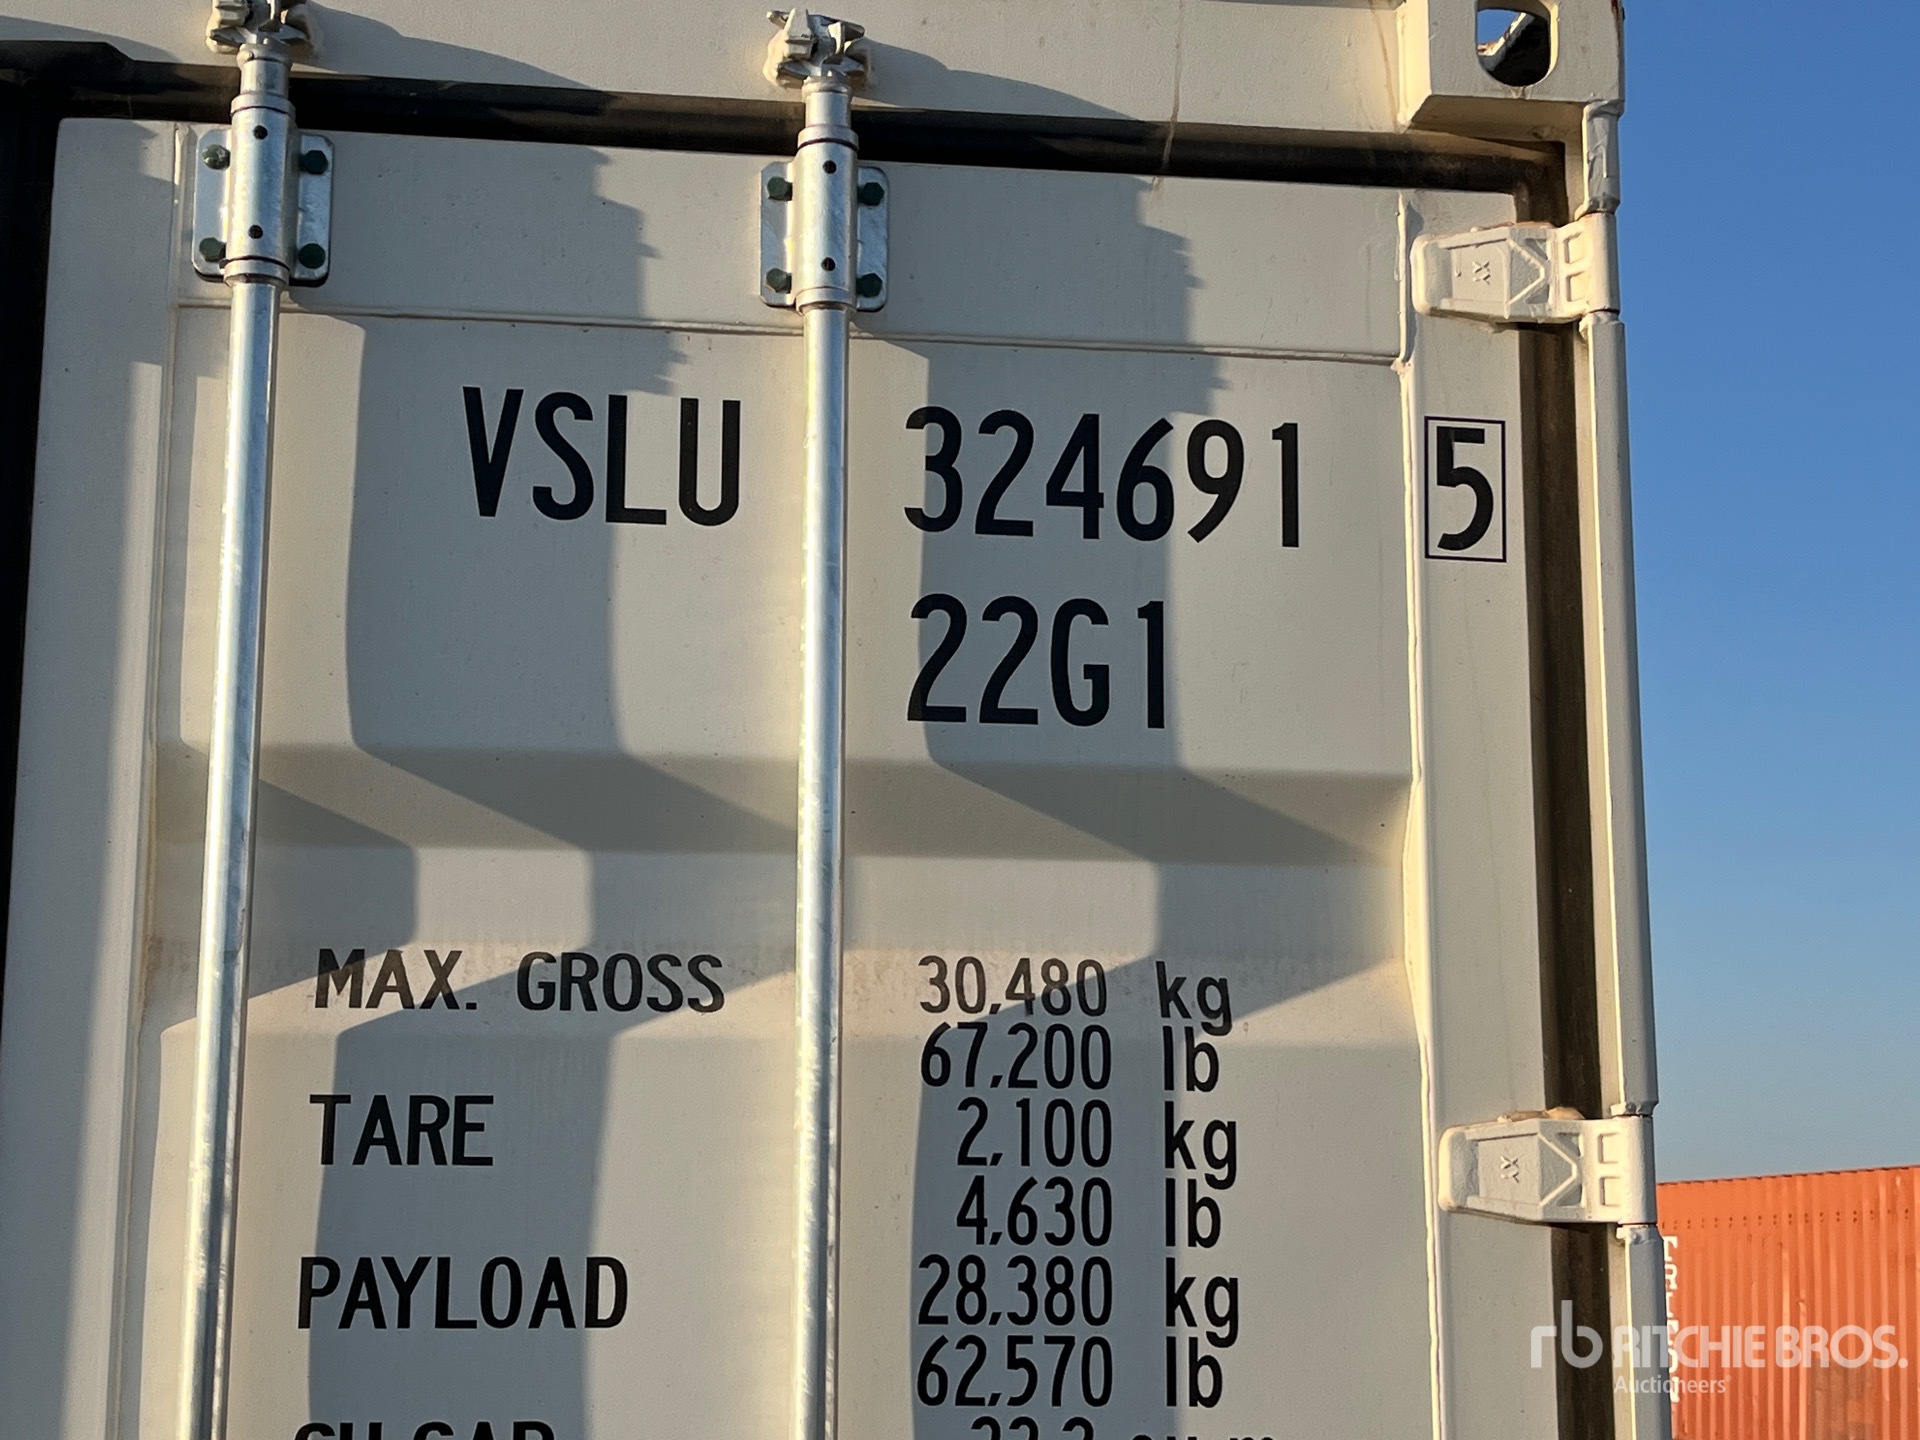 VSLU 324691 5
22G1
MAX. GROSS 30,480 kg
67,200 lb
TARE 2,100 kg
4,630 lb
PAYLOAD 28,380 kg
62,570 lb
rb RITCHIE BROS.
Auctioneers